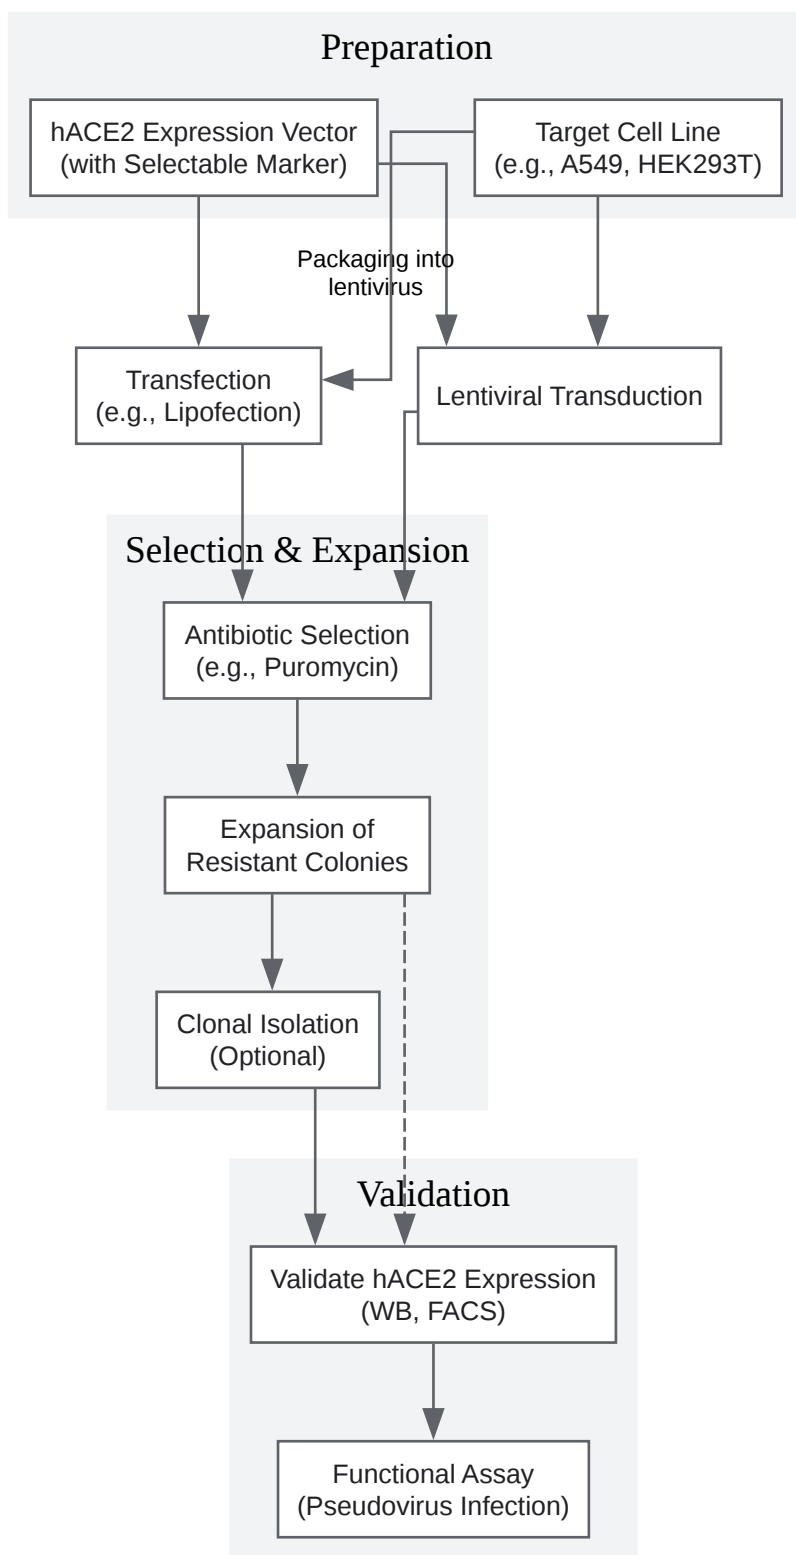 Preparation
hACE2 Expression Vector
(with Selectable Marker)
Target Cell Line
(e.g., A549, HEK293T)
Packaging into
lentivirus
Transfection
(e.g., Lipofection)
Lentiviral Transduction
Selection & Expansion
Antibiotic Selection
(e.g., Puromycin)
Expansion of
Resistant Colonies
Clonal Isolation
(Optional)
Validation
Validate hACE2 Expression
(WB, FACS)
Functional Assay
(Pseudovirus Infection)